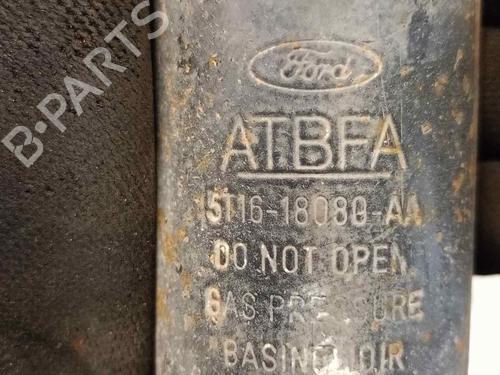 Ford
ATBFA
5T16-18080-AA
DO NOT OPEN
GAS PRESSURE
B-PARTS